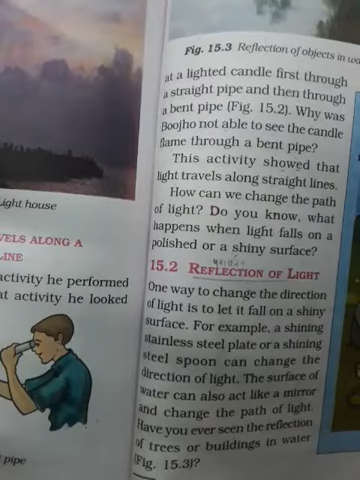 ight house
VELS ALONG A
LINE
activity he performed
at activity he looked
pipe
Fig. 15.3 Reflection of objects in wa
at a lighted candle first through
a straight pipe and then through
a bent pipe (Fig. 15.2). Why was
Boojho not able to see the candle
flame through a bent pipe?
This activity showed that
light travels along straight lines.
How can we change the path
of light? Do you know, what
happens when light falls on a
polished or a shiny surface?
15.2 REFLECTION OF LIGHT
One way to change the direction
of light is to let it fall on a shiny
surface. For example, a shining
stainless steel plate or a shining
steel spoon can change the
direction of light. The surface of
water can also act like a mirror
and change the path of light.
Have you ever seen the reflection
of trees or buildings in water
(Fig. 15.3)?